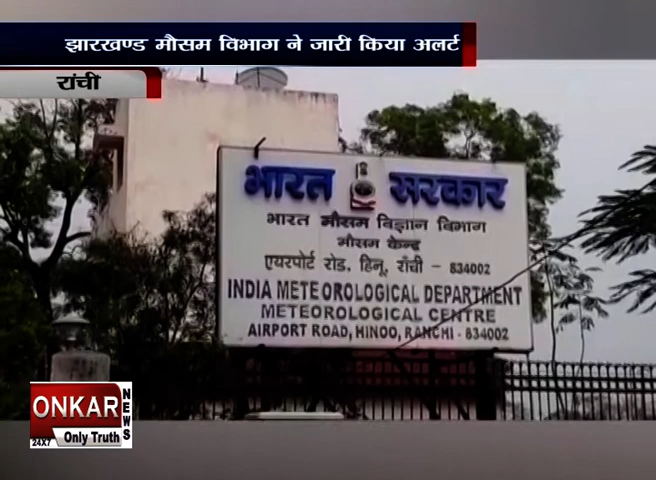 झारखण्ड मौसम विभाग ने जारी किया अलर्ट
रांची
भारत सरकार
भारत मौसम विज्ञान विभाग
मौसम केन्द्र
एयरपोर्ट रोड, हिनू, राँची - 834002
INDIA METEOROLOGICAL DEPARTMENT
METEOROLOGICAL CENTRE
AIRPORT ROAD, HINOO, RANCHI - 834002
ONKAR
NEWS
24X7
Only Truth